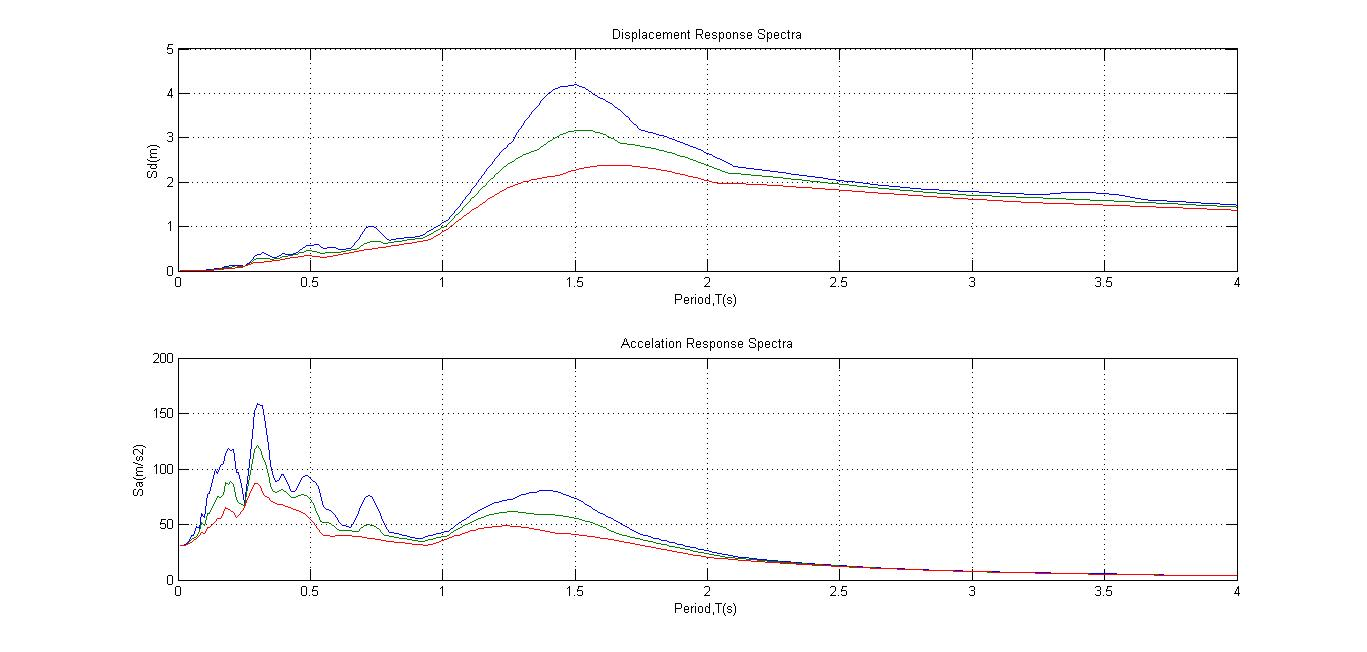 Displacement Response Spectra
5
4
3
2
1
0
Sd(m)
0 0.5 1 1.5 2 2.5 3 3.5 4
Period,T(s)
Accelation Response Spectra
200
150
100
50
0
Sa(m/s2)
0 0.5 1 1.5 2 2.5 3 3.5 4
Period,T(s)